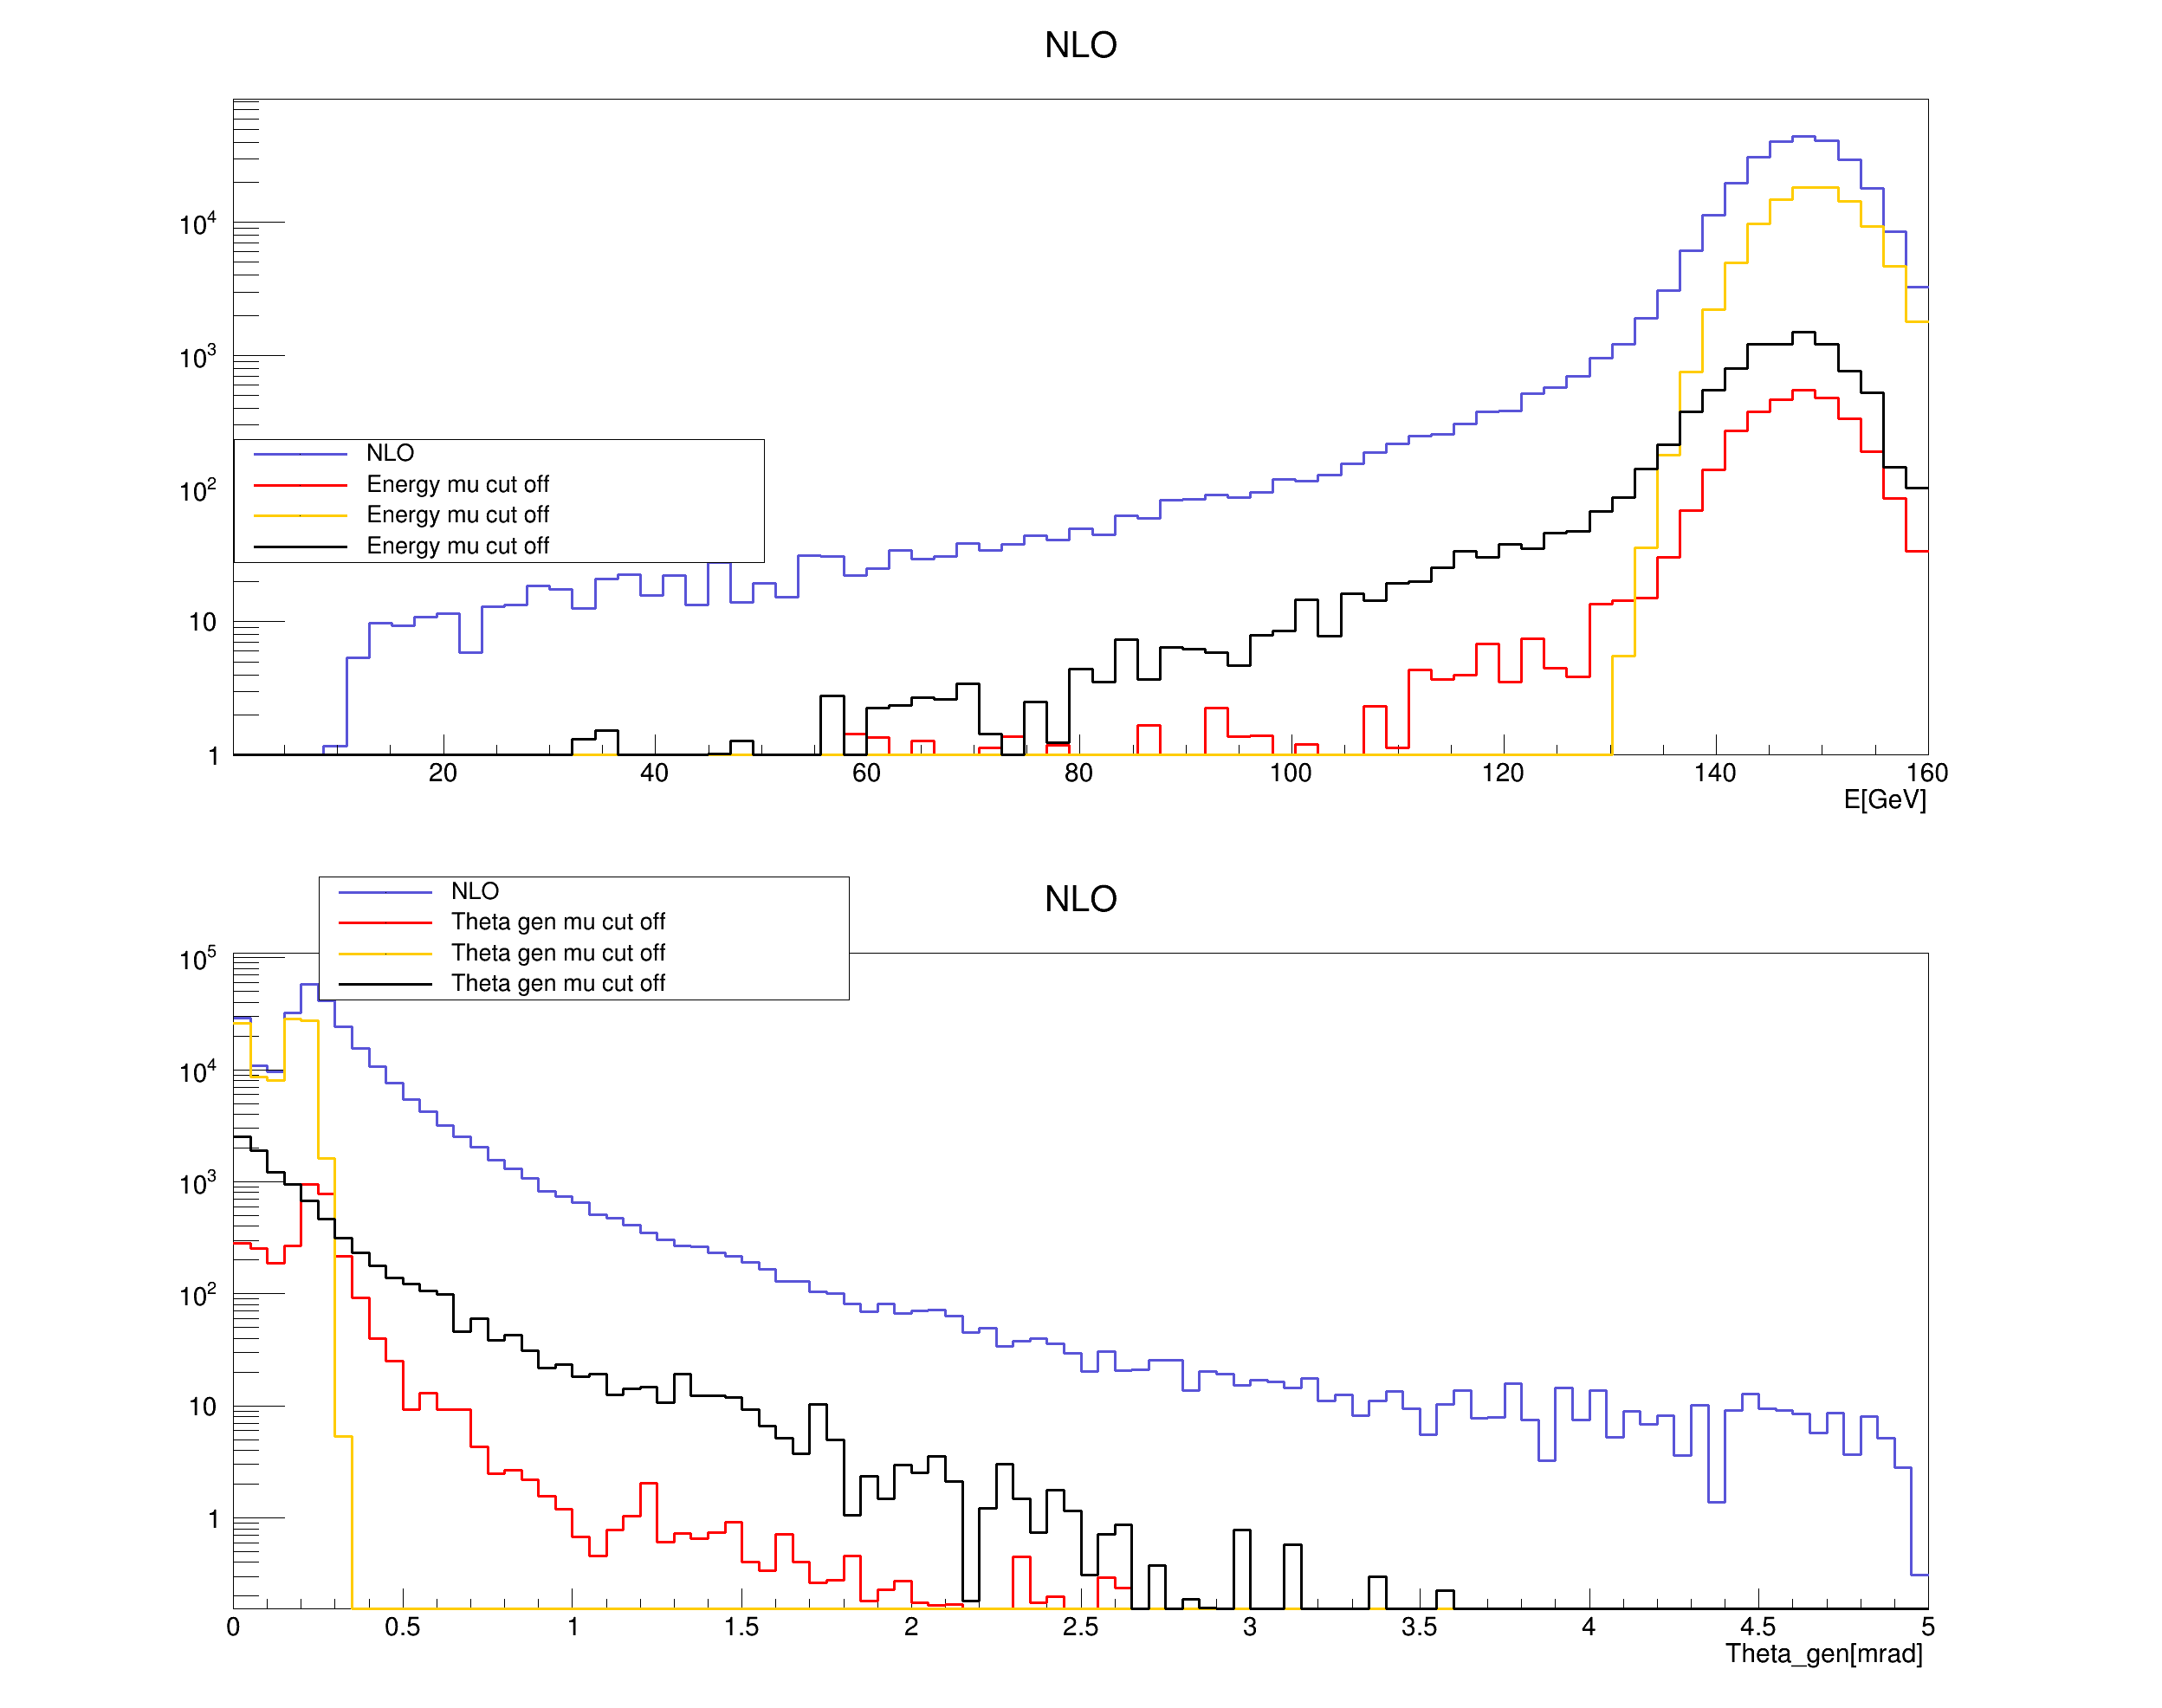 NLO
10^4
10^3
10^2
10
1
NLO
Energy mu cut off
Energy mu cut off
Energy mu cut off
20 40 60 80 100 120 140 160
E[GeV]
NLO
NLO
Theta gen mu cut off
Theta gen mu cut off
Theta gen mu cut off
10^5
10^4
10^3
10^2
10
1
0 0.5 1 1.5 2 2.5 3 3.5 4 4.5 5
Theta_gen[mrad]